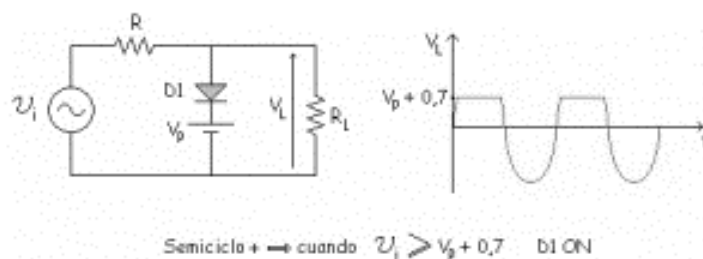 R
D1
Vp
VL
RL
𝒱i
VL
Vp + 0,7
Semiciclo + ⟹ cuando 𝒱i > Vp + 0,7 D1 ON